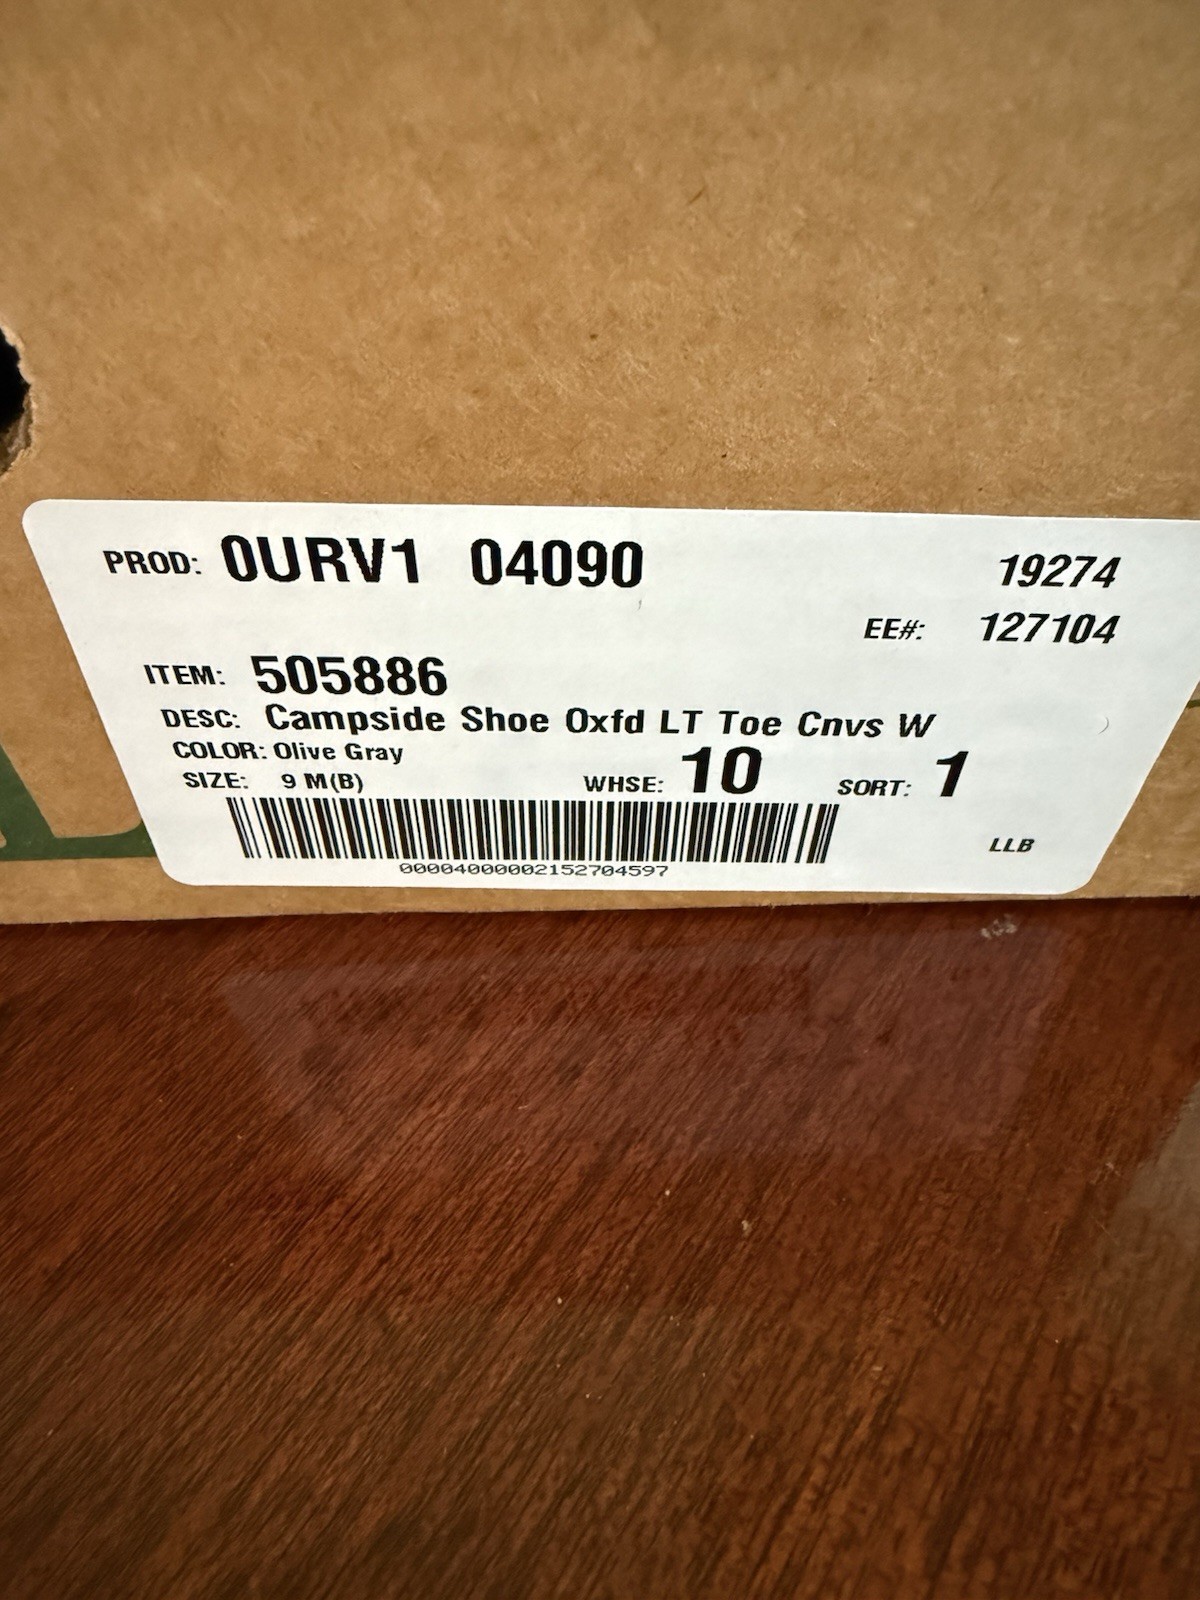 PROD: 0URV1 04090 19274
EE#: 127104
ITEM: 505886
DESC: Campside Shoe Oxfd LT Toe Cnvs W
COLOR: Olive Gray
SIZE: 9 M(B) WHSE: 10 SORT: 1
LLB
00004000002152704597